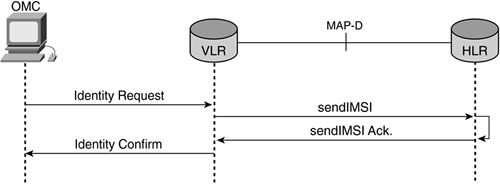 OMC
VLR
MAP-D
HLR
Identity Request
sendIMSI
sendIMSI Ack.
Identity Confirm